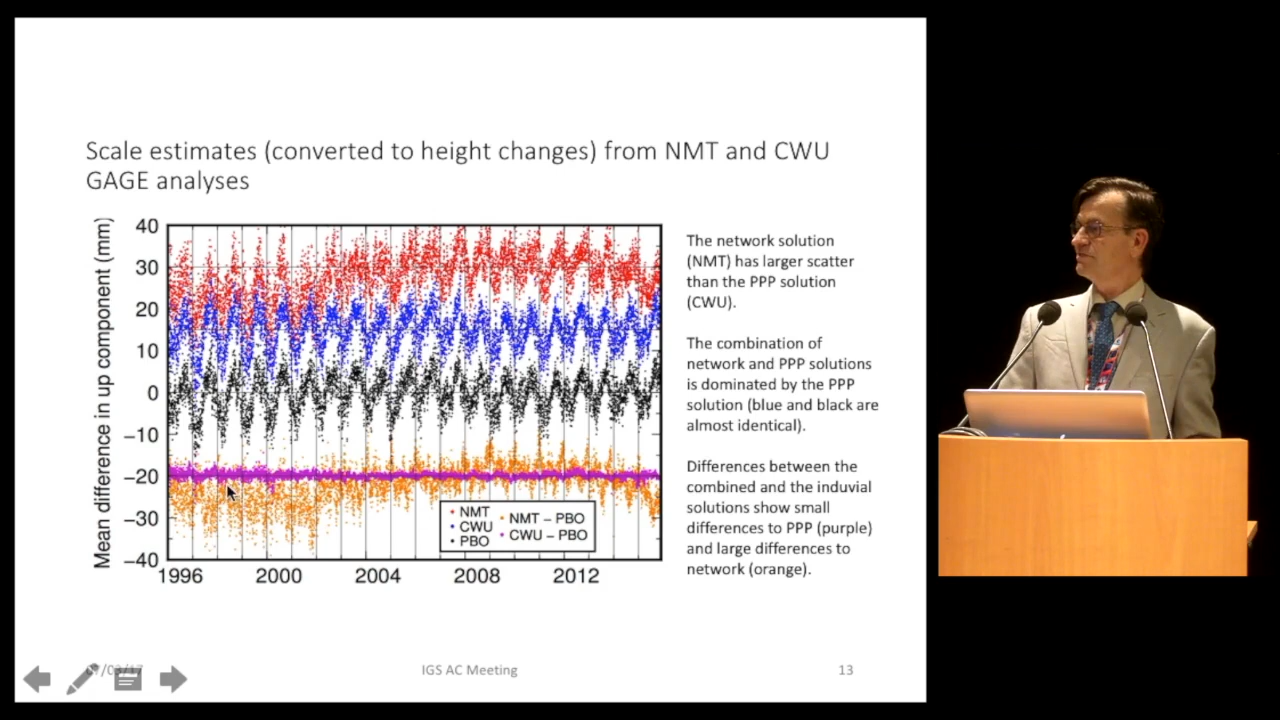 Scale estimates (converted to height changes) from NMT and CWU
GAGE analyses
Mean difference in up component (mm)
40
30
20
10
0
−10
−20
−30
−40
1996
2000
2004
2008
2012
NMT
CWU
PBO
NMT − PBO
CWU − PBO
The network solution
(NMT) has larger scatter
than the PPP solution
(CWU).
The combination of
network and PPP solutions
is dominated by the PPP
solution (blue and black are
almost identical).
Differences between the
combined and the induvial
solutions show small
differences to PPP (purple)
and large differences to
network (orange).
IGS AC Meeting
13